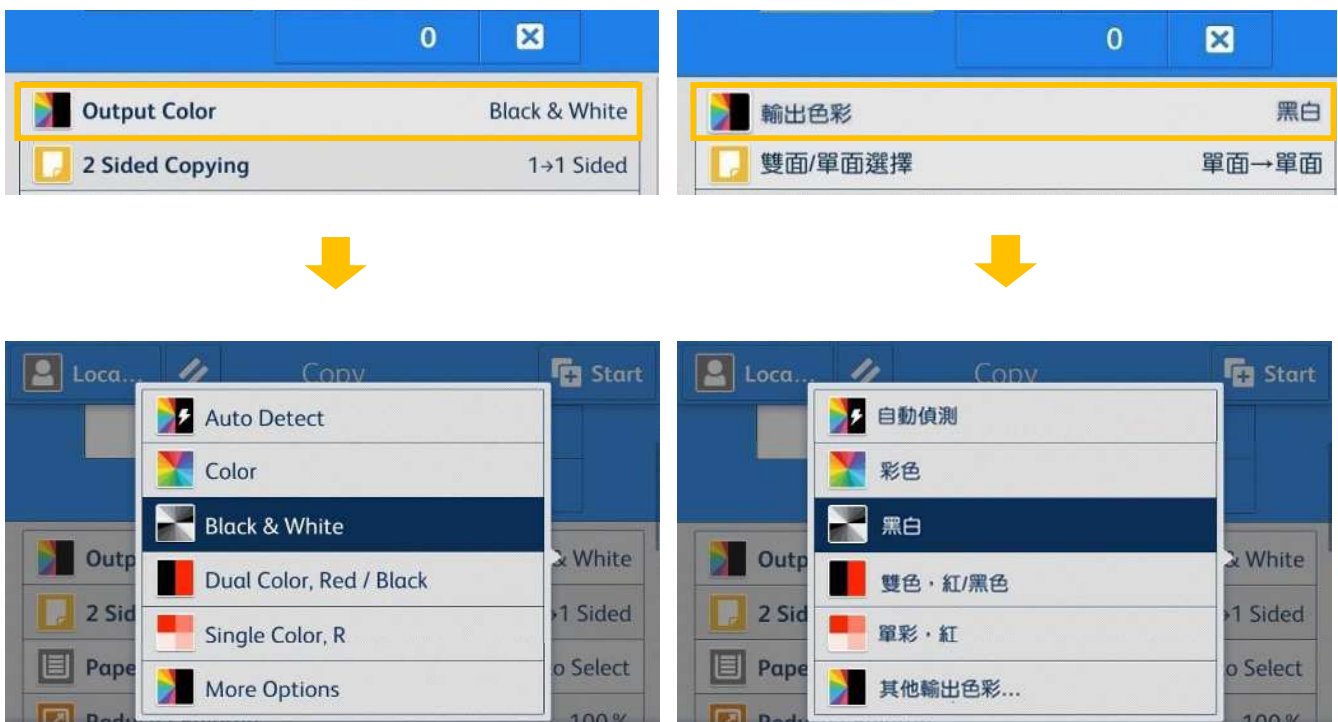 0
Output Color Black & White
2 Sided Copying 1→1 Sided
0
輸出色彩 黑白
雙面/單面選擇 單面→單面
Loca... Copy Start
Auto Detect
Color
Black & White
Dual Color, Red / Black
Single Color, R
More Options
Outp & White
2 Sid 1 Sided
Pape o Select
100 %
Loca... Copy Start
自動偵測
彩色
黑白
雙色，紅/黑色
單彩，紅
其他輸出色彩...
Outp & White
2 Sid 1 Sided
Pape o Select
100 %